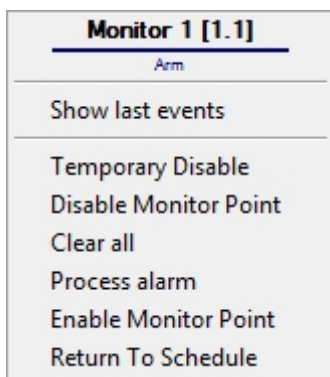 Monitor 1 [1.1]
Arm
Show last events
Temporary Disable
Disable Monitor Point
Clear all
Process alarm
Enable Monitor Point
Return To Schedule